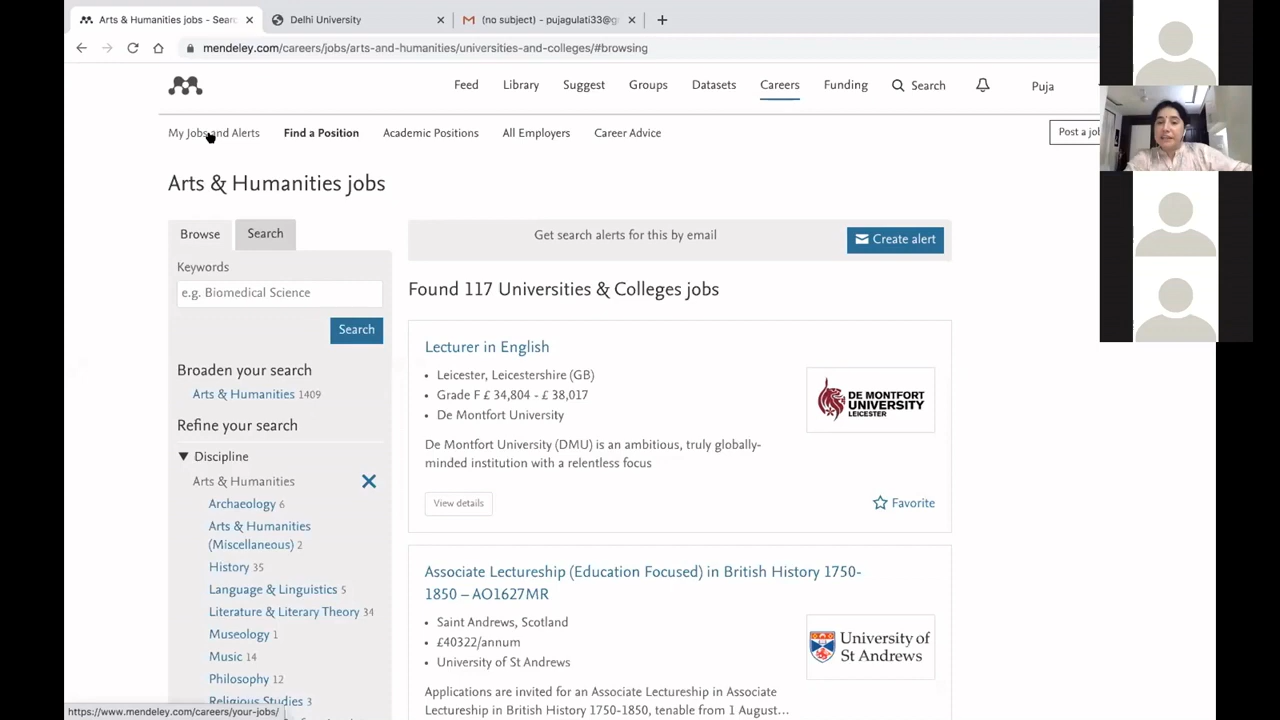 Arts & Humanities jobs - Sear
Delhi University
(no subject) - pujagulati33@g
mendeley.com/careers/jobs/arts-and-humanities/universities-and-colleges/#browsing
Feed
Library
Suggest
Groups
Datasets
Careers
Funding
Search
Puja
My Jobs and Alerts
Find a Position
Academic Positions
All Employers
Career Advice
Post a job
Arts & Humanities jobs
Browse
Search
Keywords
e.g. Biomedical Science
Search
Broaden your search
Arts & Humanities 1409
Refine your search
Discipline
Arts & Humanities
Archaeology 6
Arts & Humanities
(Miscellaneous) 2
History 35
Language & Linguistics 5
Literature & Literary Theory 34
Museology 1
Music 14
Philosophy 12
Religious Studies 3
Get search alerts for this by email
Create alert
Found 117 Universities & Colleges jobs
Lecturer in English
Leicester, Leicestershire (GB)
Grade F £ 34,804 - £ 38,017
De Montfort University
De Montfort University (DMU) is an ambitious, truly globally-
minded institution with a relentless focus
View details
Favorite
DE MONTFORT
UNIVERSITY
LEICESTER
Associate Lectureship (Education Focused) in British History 1750-
1850 – AO1627MR
Saint Andrews, Scotland
£40322/annum
University of St Andrews
Applications are invited for an Associate Lectureship in Associate
Lectureship in British History 1750-1850, tenable from 1 August...
University of
St Andrews
https://www.mendeley.com/careers/your-jobs/